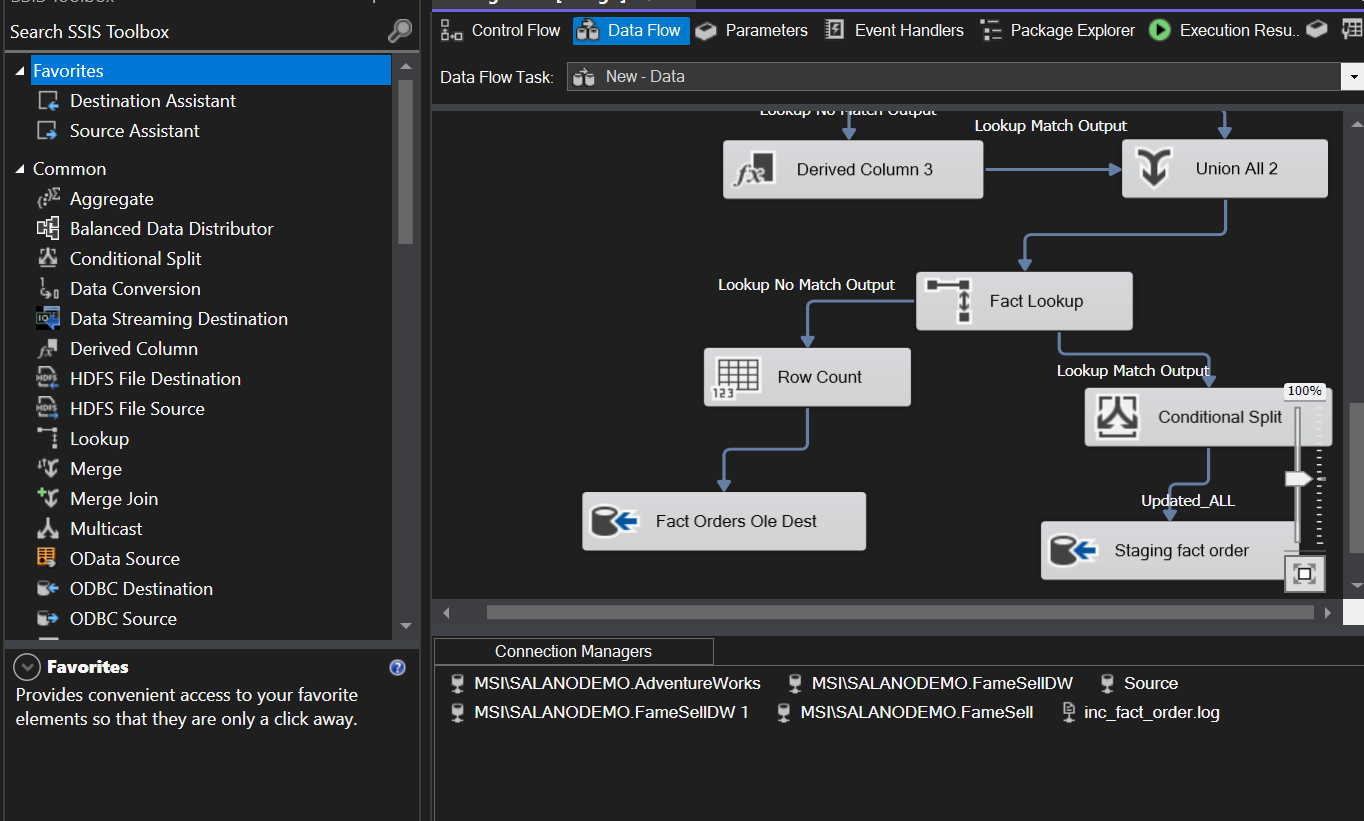 Search SSIS Toolbox
Favorites
Destination Assistant
Source Assistant
Common
Aggregate
Balanced Data Distributor
Conditional Split
Data Conversion
Data Streaming Destination
Derived Column
HDFS File Destination
HDFS File Source
Lookup
Merge
Merge Join
Multicast
OData Source
ODBC Destination
ODBC Source
Favorites
Provides convenient access to your favorite
elements so that they are only a click away.
Control Flow
Data Flow
Parameters
Event Handlers
Package Explorer
Execution Resu..
Data Flow Task:
New - Data
Lookup No Match Output
Lookup Match Output
Derived Column 3
Union All 2
Lookup No Match Output
Fact Lookup
Row Count
Lookup Match Output
100%
Conditional Split
Updated_ALL
Fact Orders Ole Dest
Staging fact order
Connection Managers
MSI\SALANODEMO.AdventureWorks
MSI\SALANODEMO.FameSellDW
Source
MSI\SALANODEMO.FameSellDW 1
MSI\SALANODEMO.FameSell
inc_fact_order.log